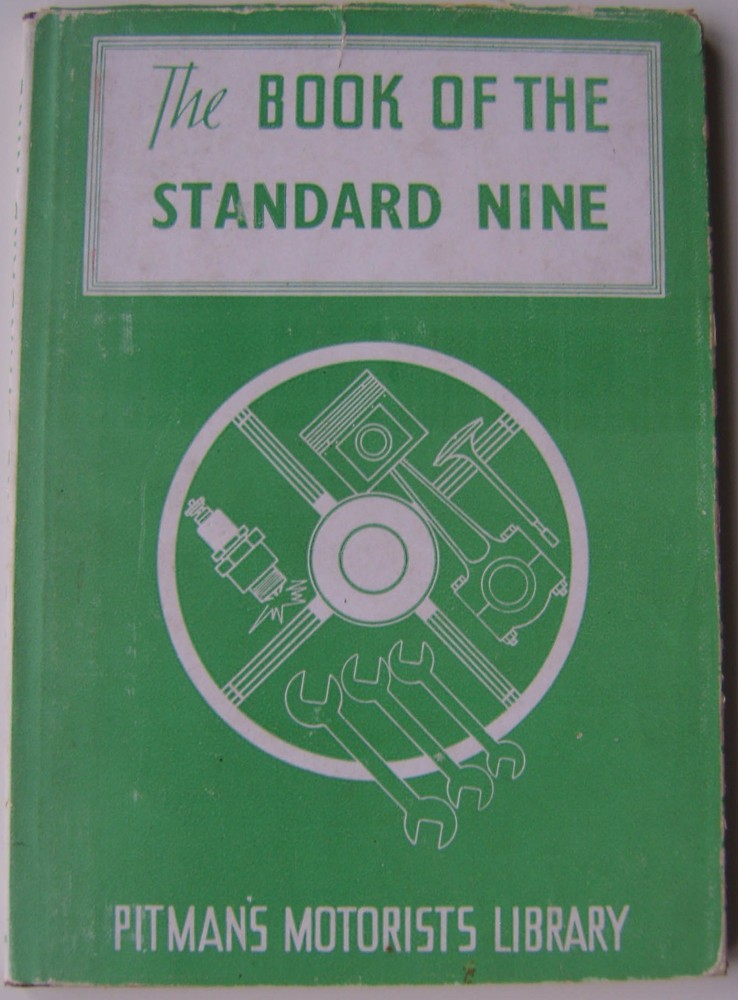 The BOOK OF THE
STANDARD NINE
PITMAN'S MOTORISTS LIBRARY